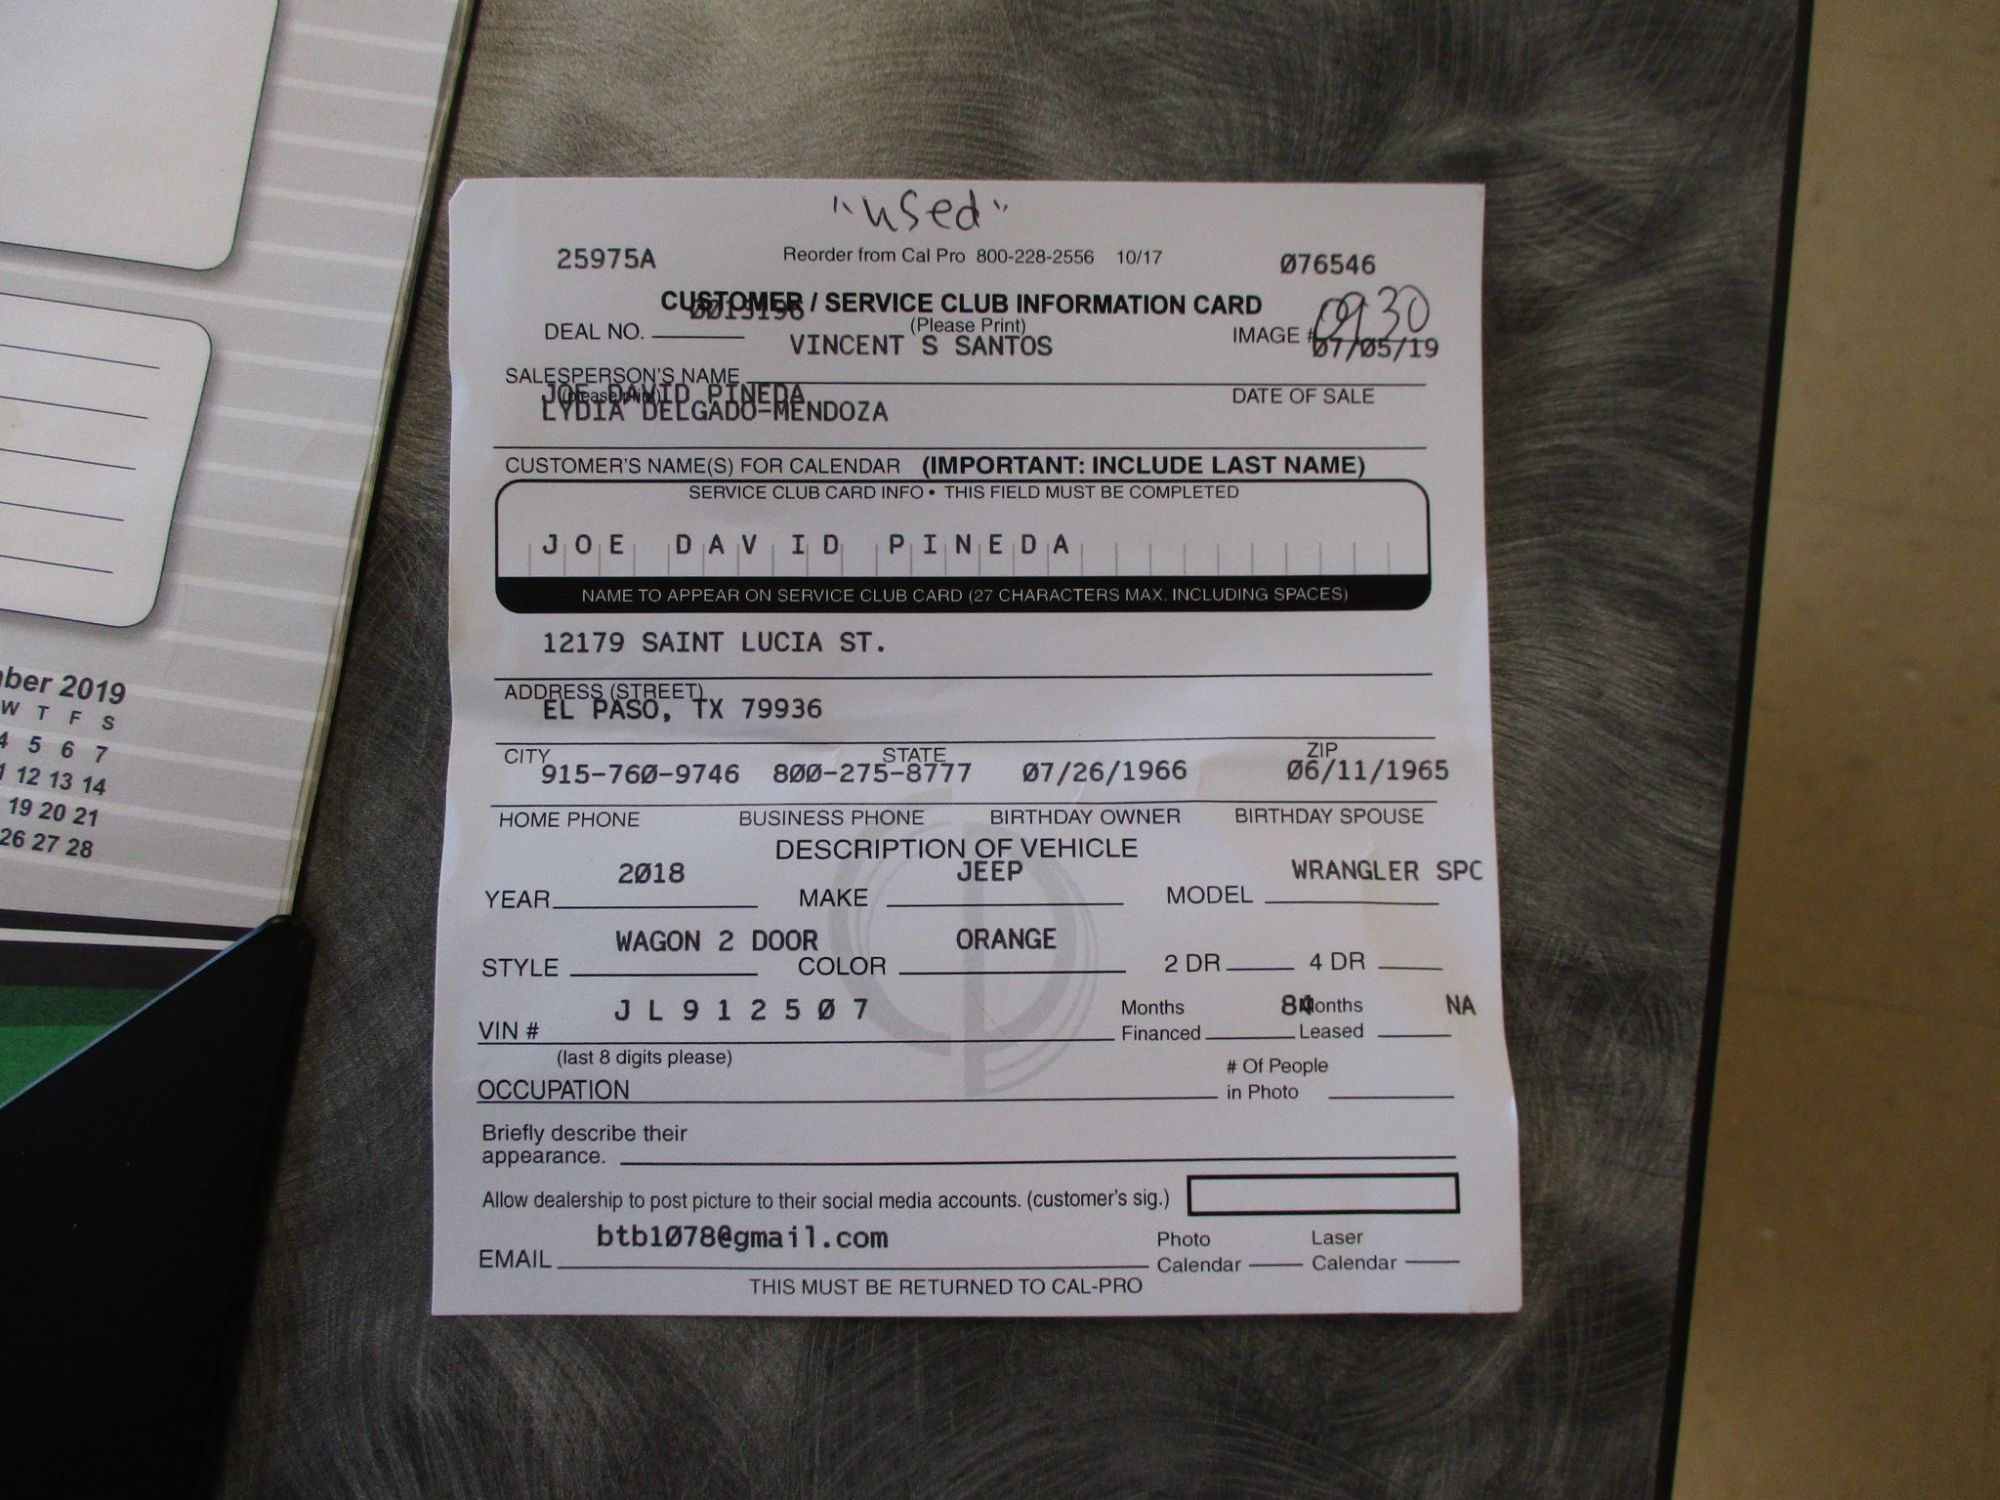 "used"
25975A Reorder from Cal Pro 800-228-2556 10/17 076546
CUSTOMER / SERVICE CLUB INFORMATION CARD
(Please Print)
DEAL NO. 0013196 VINCENT S SANTOS IMAGE # 0930
07/05/19
SALESPERSON'S NAME
(please print)
DATE OF SALE
JOE DAVID PINEDA
LYDIA DELGADO-MENDOZA
CUSTOMER'S NAME(S) FOR CALENDAR (IMPORTANT: INCLUDE LAST NAME)
SERVICE CLUB CARD INFO • THIS FIELD MUST BE COMPLETED
JOE DAVID PINEDA
NAME TO APPEAR ON SERVICE CLUB CARD (27 CHARACTERS MAX. INCLUDING SPACES)
12179 SAINT LUCIA ST.
ADDRESS (STREET)
EL PASO, TX 79936
CITY STATE ZIP
915-760-9746 800-275-8777 07/26/1966 06/11/1965
HOME PHONE BUSINESS PHONE BIRTHDAY OWNER BIRTHDAY SPOUSE
DESCRIPTION OF VEHICLE
YEAR 2018 MAKE JEEP MODEL WRANGLER SPC
STYLE WAGON 2 DOOR COLOR ORANGE 2 DR 4 DR
VIN # JL912507 Months Financed 84 Months Leased NA
(last 8 digits please)
OCCUPATION # Of People in Photo
Briefly describe their
appearance.
Allow dealership to post picture to their social media accounts. (customer's sig.)
EMAIL btb1078@gmail.com Photo Calendar Laser Calendar
THIS MUST BE RETURNED TO CAL-PRO
ber 2019
W T F S
4 5 6 7
12 13 14
19 20 21
26 27 28